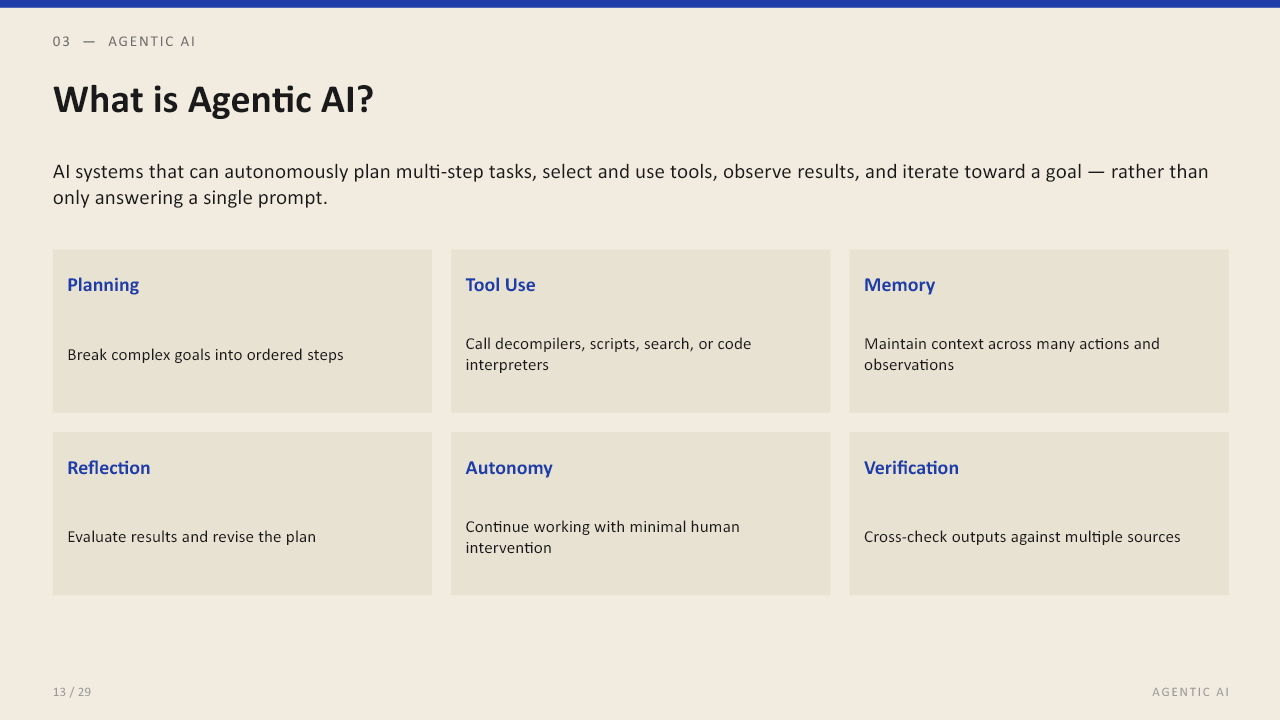 03 — AGENTIC AI
What is Agentic AI?
AI systems that can autonomously plan multi-step tasks, select and use tools, observe results, and iterate toward a goal — rather than
only answering a single prompt.
Planning
Break complex goals into ordered steps
Tool Use
Call decompilers, scripts, search, or code
interpreters
Memory
Maintain context across many actions and
observations
Reflection
Evaluate results and revise the plan
Autonomy
Continue working with minimal human
intervention
Verification
Cross-check outputs against multiple sources
13 / 29
AGENTIC AI